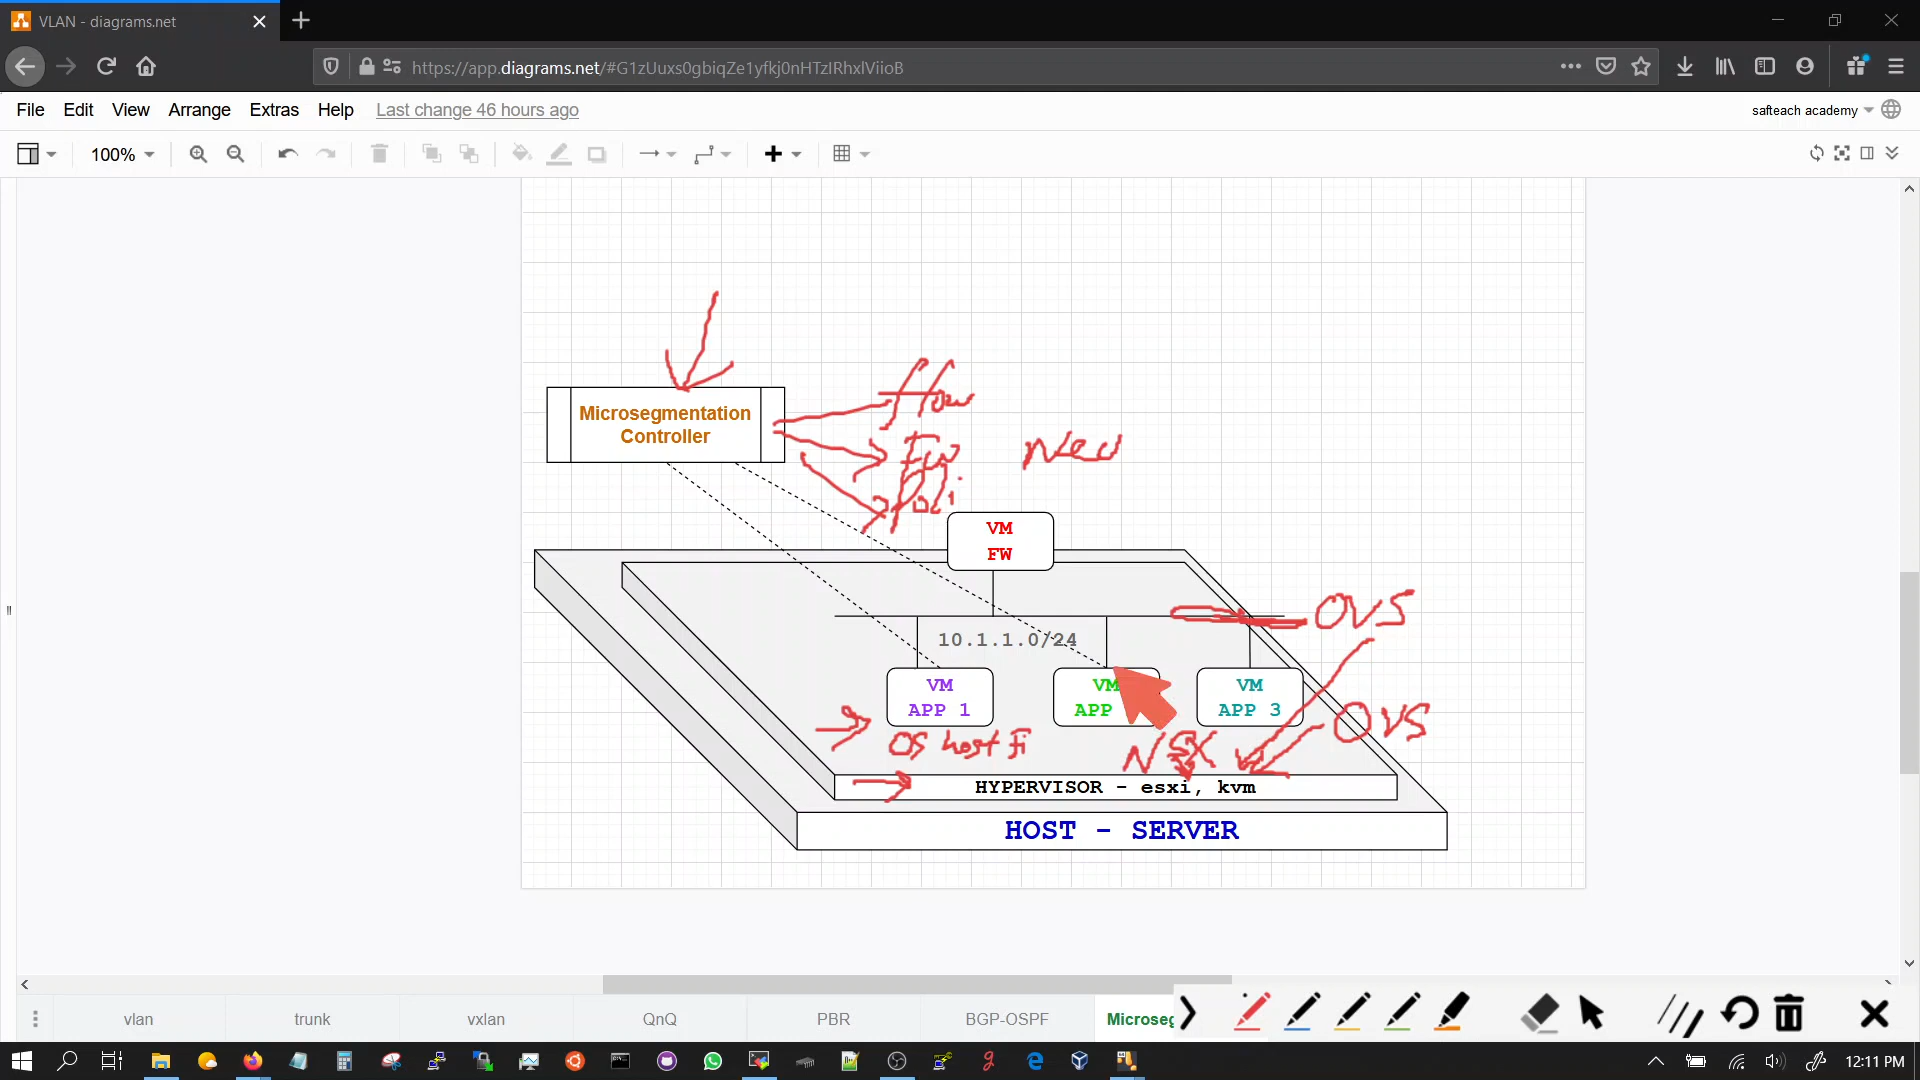 VLAN - diagrams.net
https://app.diagrams.net/#G1zUuxs0gbiqZe1yfkj0nHTzIRhxlViioB
File Edit View Arrange Extras Help Last change 46 hours ago
safteach academy
100%
flow
Microsegmentation
Controller
FW
New
Poli
VM
FW
OVS
10.1.1.0/24
VM
APP 1
VM
APP
VM
APP 3
OVS
OS host Fi
NSX
HYPERVISOR - esxi, kvm
HOST - SERVER
vlan trunk vxlan QnQ PBR BGP-OSPF Microseg
12:11 PM